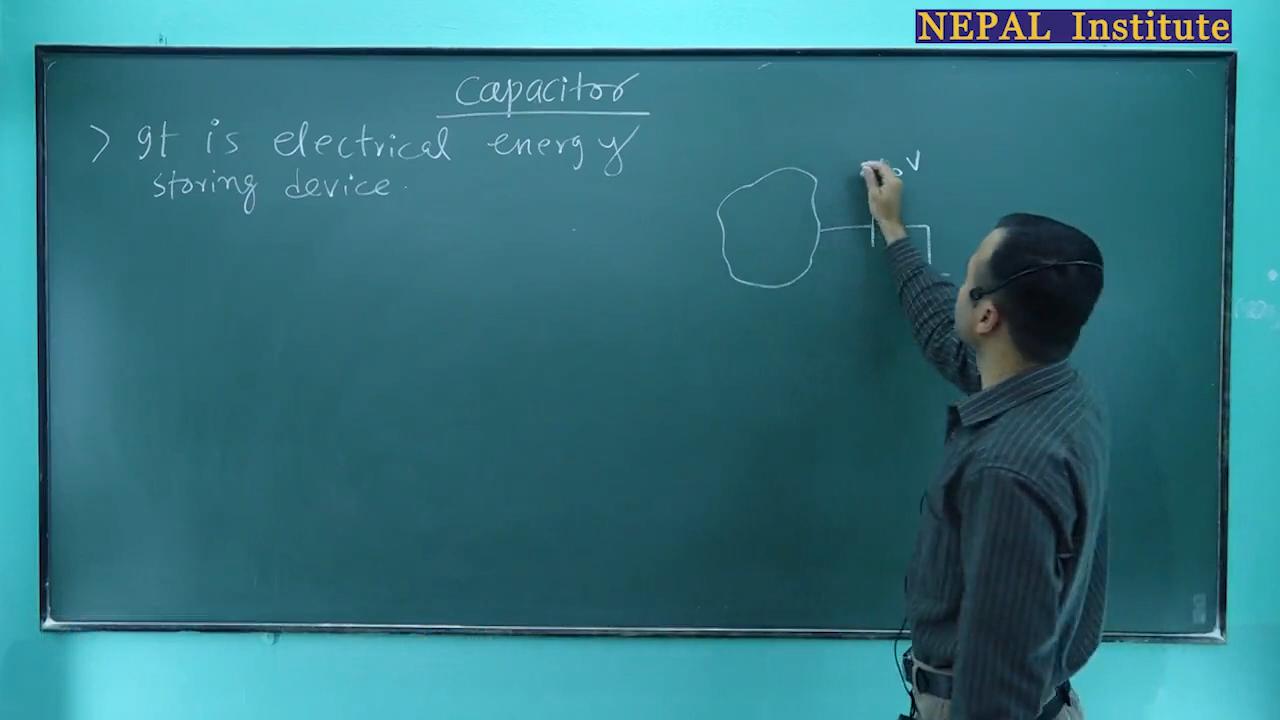 NEPAL Institute
Capacitor
> It is electrical energy
storing device.
V